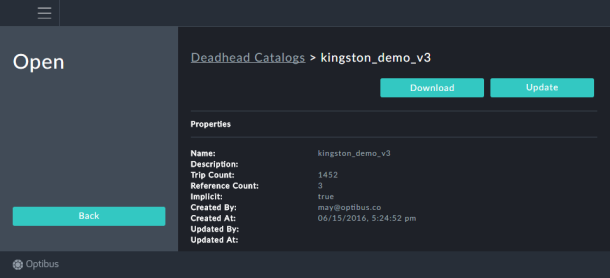 Open
Deadhead Catalogs > kingston_demo_v3
Download Update
Properties
Name: kingston_demo_v3
Description:
Trip Count: 1452
Reference Count: 3
Implicit: true
Created By: may@optibus.co
Created At: 06/15/2016, 5:24:52 pm
Updated By:
Updated At:
Back
Optibus